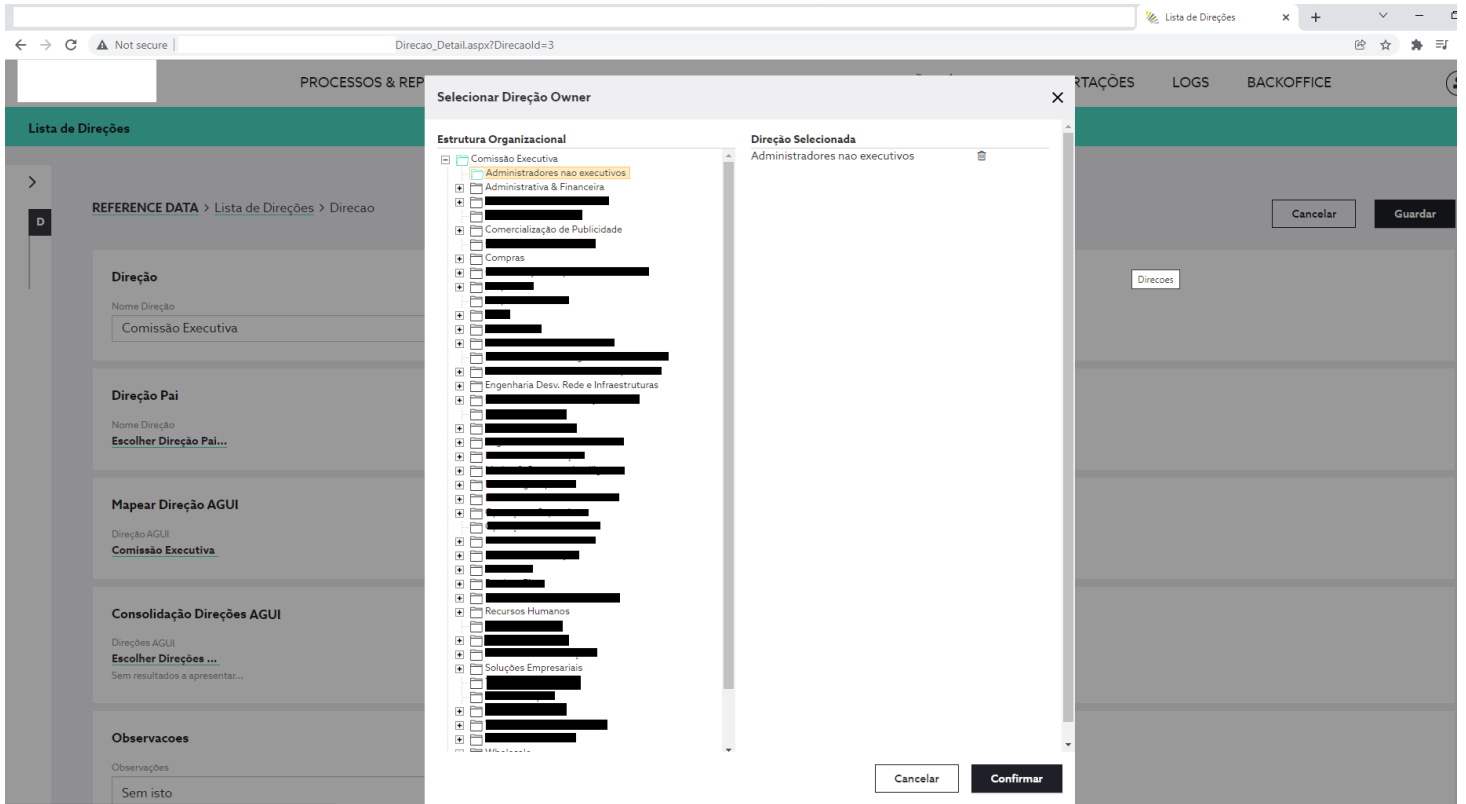 Lista de Direções
Not secure
Direcao_Detail.aspx?DirecaoId=3
PROCESSOS & REP
RTAÇÕES
LOGS
BACKOFFICE
Lista de Direções
REFERENCE DATA > Lista de Direções > Direcao
Cancelar
Guardar
D
Direção
Nome Direção
Comissão Executiva
Direcoes
Direção Pai
Nome Direção
Escolher Direção Pai...
Mapear Direção AGUI
Direção AGUI
Comissão Executiva
Consolidação Direções AGUI
Direções AGUI
Escolher Direções ...
Sem resultados a apresentar...
Observacoes
Observações
Sem isto
Selecionar Direção Owner
Estrutura Organizacional
Comissão Executiva
Administradores nao executivos
Administrativa & Financeira
Comercialização de Publicidade
Compras
Engenharia Desv. Rede e Infraestruturas
Recursos Humanos
Soluções Empresariais
Wholesale
Direção Selecionada
Administradores nao executivos
Cancelar
Confirmar